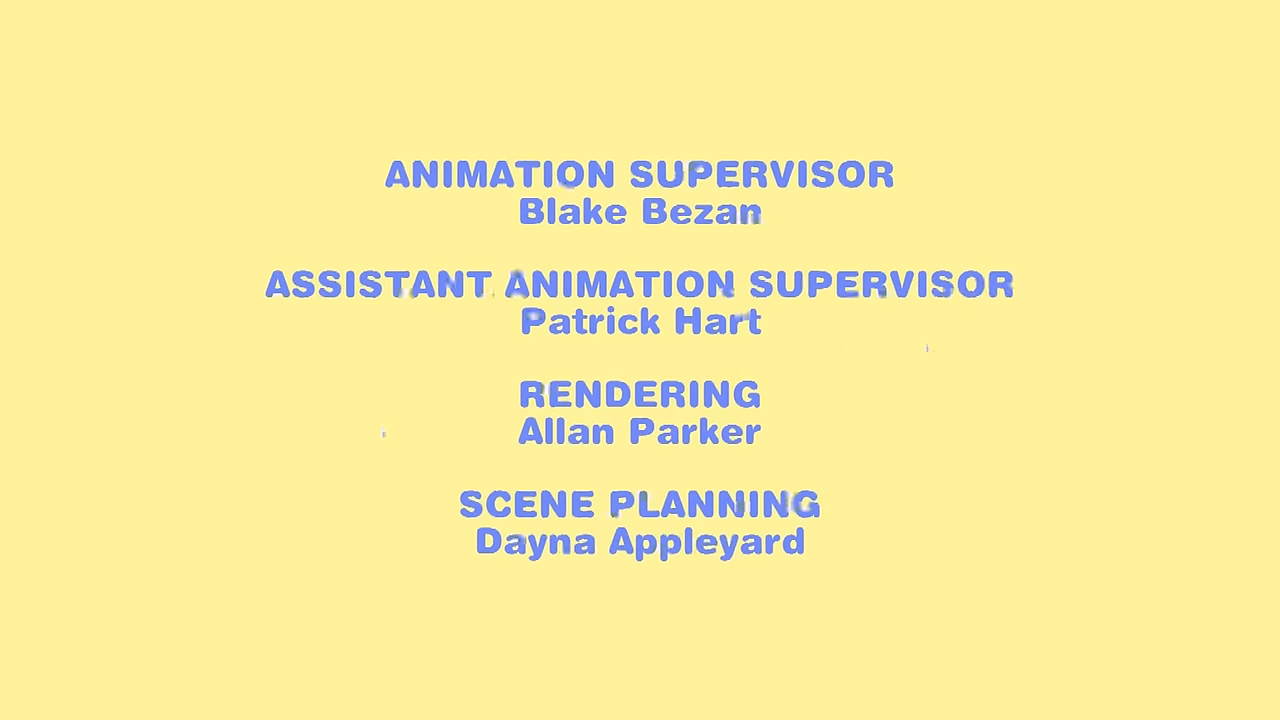 ANIMATION SUPERVISOR
Blake Bezan
ASSISTANT ANIMATION SUPERVISOR
Patrick Hart
RENDERING
Allan Parker
SCENE PLANNING
Dayna Appleyard